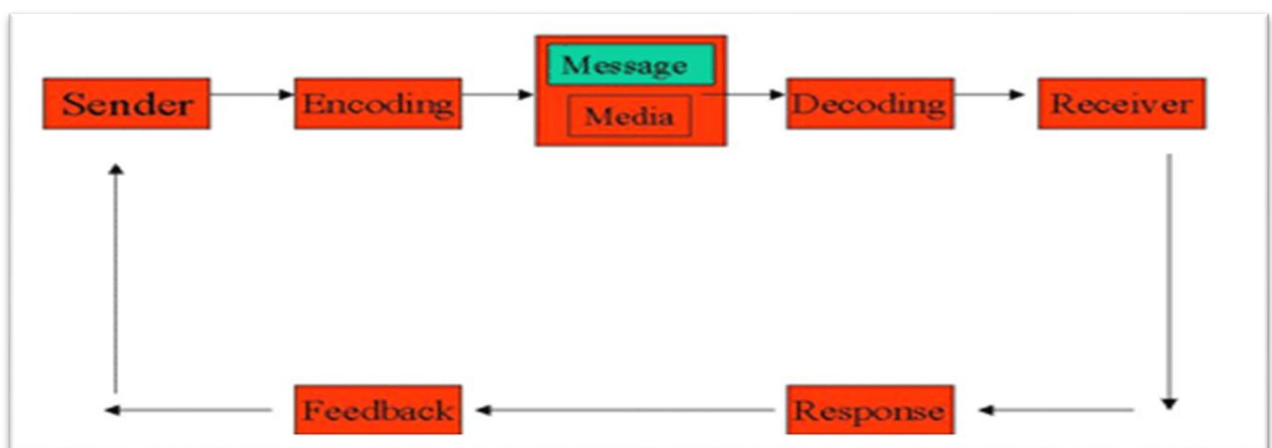 Sender
Encoding
Message
Media
Decoding
Receiver
Feedback
Response